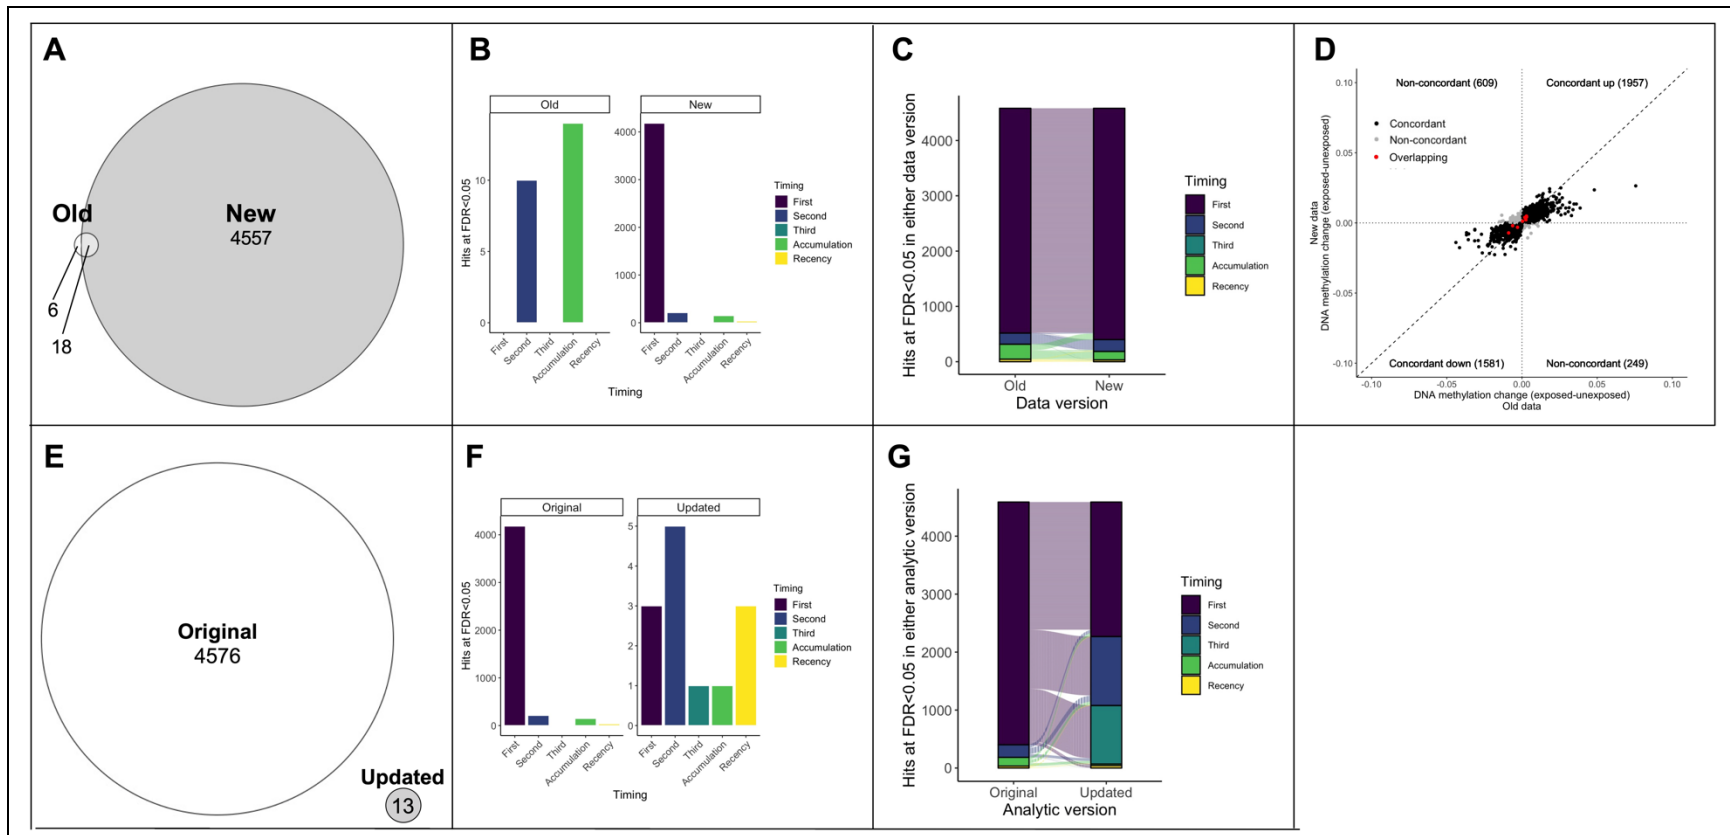 A
Old
New
4557
6
18
B
Old
New
Hits at FDR<0.05
10
5
0
4000
3000
2000
1000
0
First
Second
Third
Accumulation
Recency
First
Second
Third
Accumulation
Recency
Timing
Timing
First
Second
Third
Accumulation
Recency
C
Hits at FDR<0.05 in either data version
4000
3000
2000
1000
0
Old
New
Data version
Timing
First
Second
Third
Accumulation
Recency
D
Non-concordant (609)
Concordant up (1957)
Concordant
Non-concordant
Overlapping
New data
DNA methylation change (exposed-unexposed)
0.10
0.05
0.00
-0.05
-0.10
Concordant down (1581)
Non-concordant (249)
-0.10
-0.05
0.00
0.05
0.10
DNA methylation change (exposed-unexposed)
Old data
E
Original
4576
Updated
13
F
Original
Updated
Hits at FDR<0.05
4000
3000
2000
1000
0
5
4
3
2
1
0
First
Second
Third
Accumulation
Recency
First
Second
Third
Accumulation
Recency
Timing
Timing
First
Second
Third
Accumulation
Recency
G
Hits at FDR<0.05 in either analytic version
4000
3000
2000
1000
0
Original
Updated
Analytic version
Timing
First
Second
Third
Accumulation
Recency